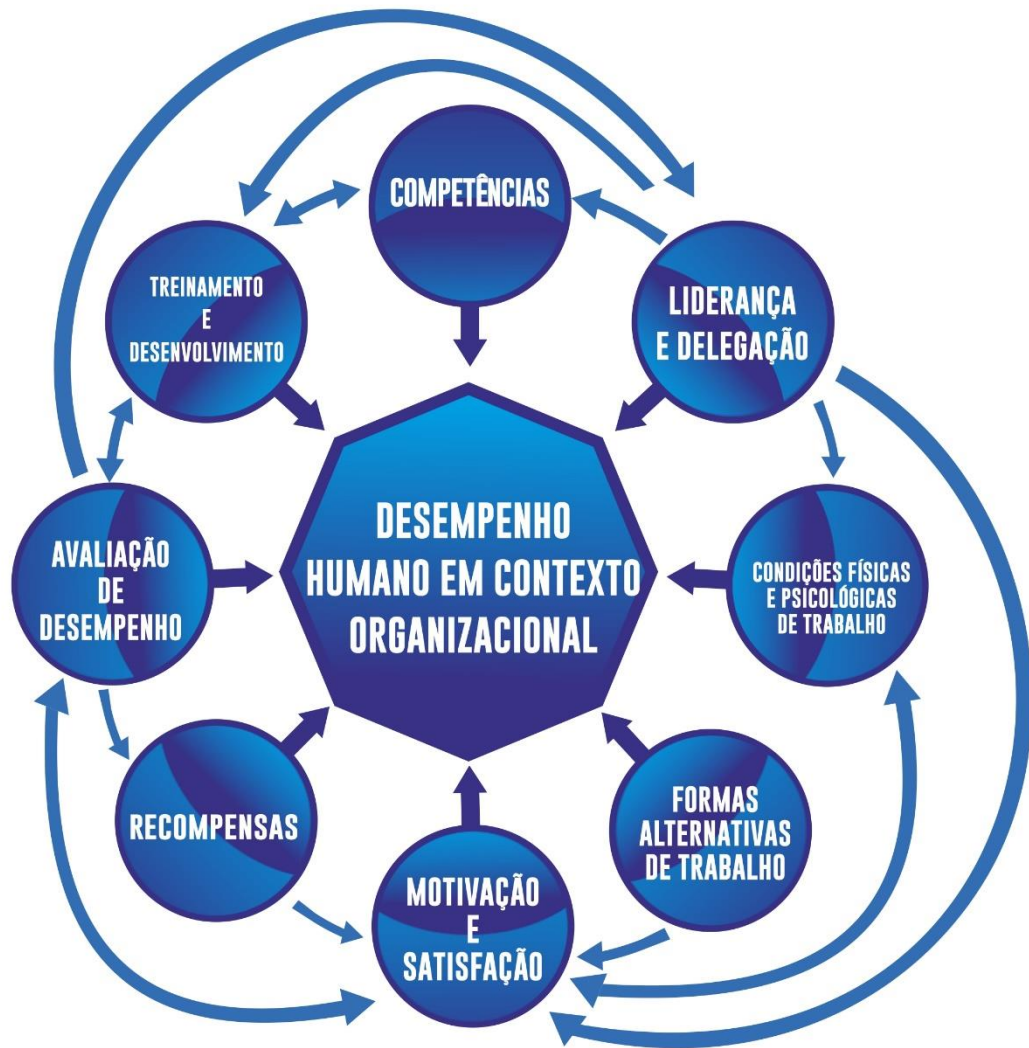 COMPETÊNCIAS
LIDERANÇA
E DELEGAÇÃO
CONDIÇÕES FÍSICAS
E PSICOLÓGICAS
DE TRABALHO
FORMAS
ALTERNATIVAS
DE TRABALHO
MOTIVAÇÃO
E
SATISFAÇÃO
RECOMPENSAS
AVALIAÇÃO
DE
DESEMPENHO
TREINAMENTO
E
DESENVOLVIMENTO
DESEMPENHO
HUMANO EM CONTEXTO
ORGANIZACIONAL